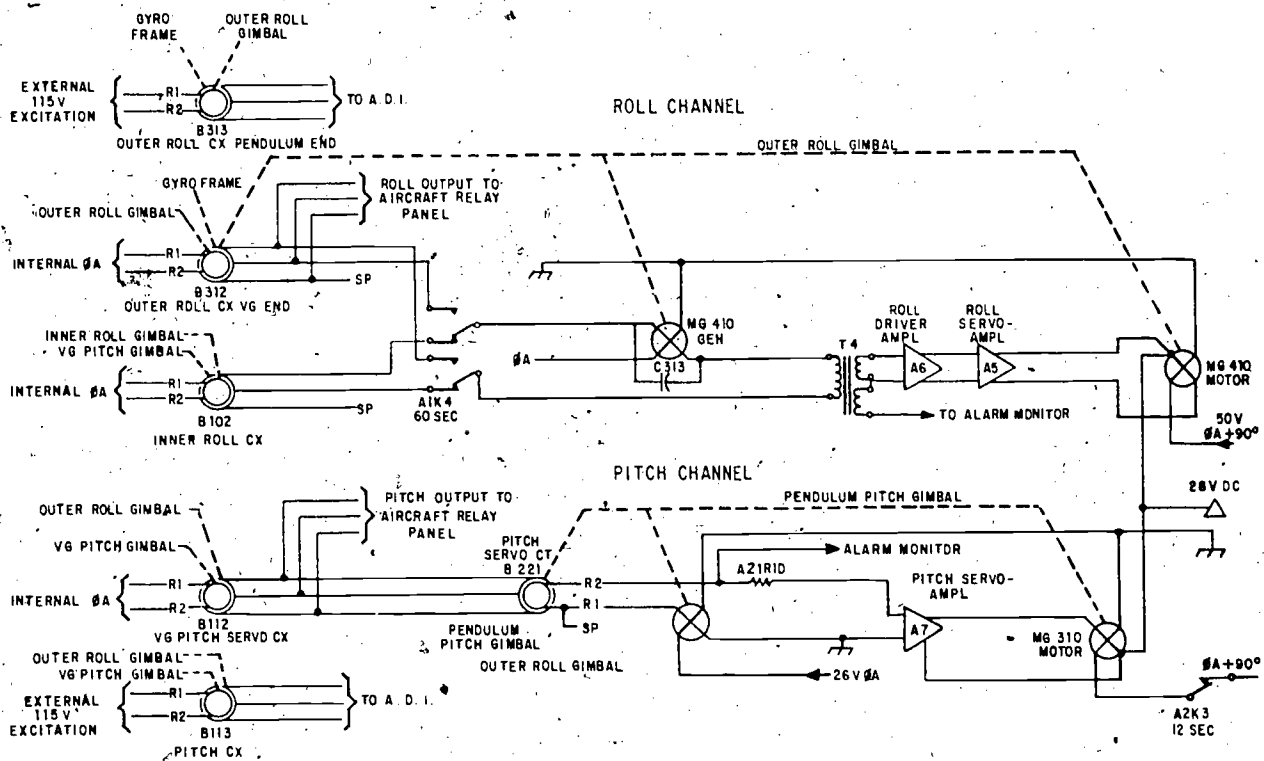 GYRO FRAME
OUTER ROLL GIMBAL
EXTERNAL 115V EXCITATION
R1
R2
TO A.D.I.
B313
OUTER ROLL CX PENDULUM END
ROLL CHANNEL
OUTER ROLL GIMBAL
GYRO FRAME
OUTER ROLL GIMBAL
ROLL OUTPUT TO AIRCRAFT RELAY PANEL
INTERNAL ØA
R1
R2
SP
B312
OUTER ROLL CX VG END
INNER ROLL GIMBAL
VG PITCH GIMBAL
INTERNAL ØA
R1
R2
SP
B102
INNER ROLL CX
A1K4
60 SEC
MG 410
GEH
ØA
C313
T4
ROLL DRIVER AMPL
A6
ROLL SERVO-AMPL
A5
TO ALARM MONITOR
MG 410
MOTOR
50V
ØA+90°
PITCH CHANNEL
28V DC
OUTER ROLL GIMBAL
VG PITCH GIMBAL
PITCH OUTPUT TO AIRCRAFT RELAY PANEL
PITCH SERVO CT
B 221
PENDULUM PITCH GIMBAL
INTERNAL ØA
R1
R2
B112
VG PITCH SERVO CX
R2
R1
SP
PENDULUM PITCH GIMBAL
OUTER ROLL GIMBAL
ALARM MONITOR
A21R1D
PITCH SERVO-AMPL
A7
26V ØA
MG 310
MOTOR
ØA+90°
A2K3
12 SEC
OUTER ROLL GIMBAL
VG PITCH GIMBAL
EXTERNAL 115V EXCITATION
R1
R2
TO A.D.I.
B113
PITCH CX